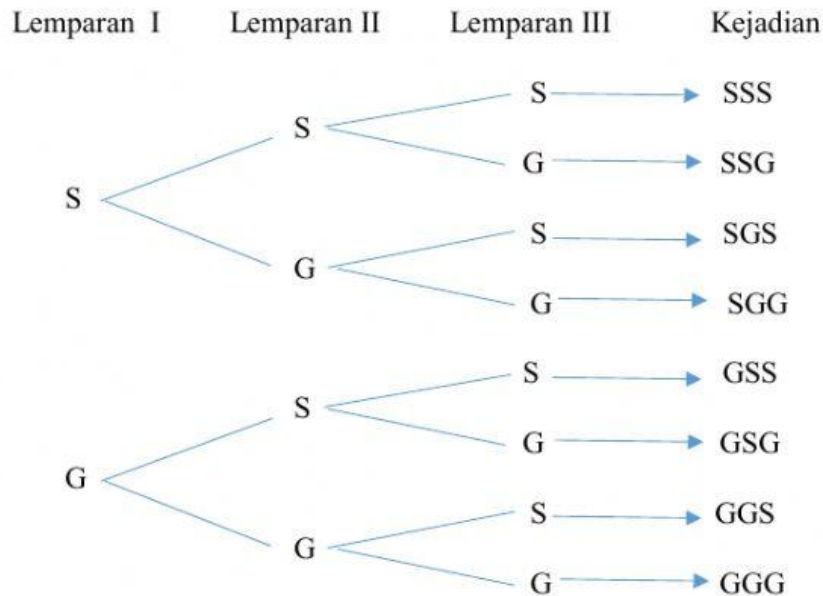 Lemparan I Lemparan II Lemparan III Kejadian
S SSS
S
G SSG
S
S SGS
G
G SGG
S GSS
S
G GSG
G
S GGS
G
G GGG